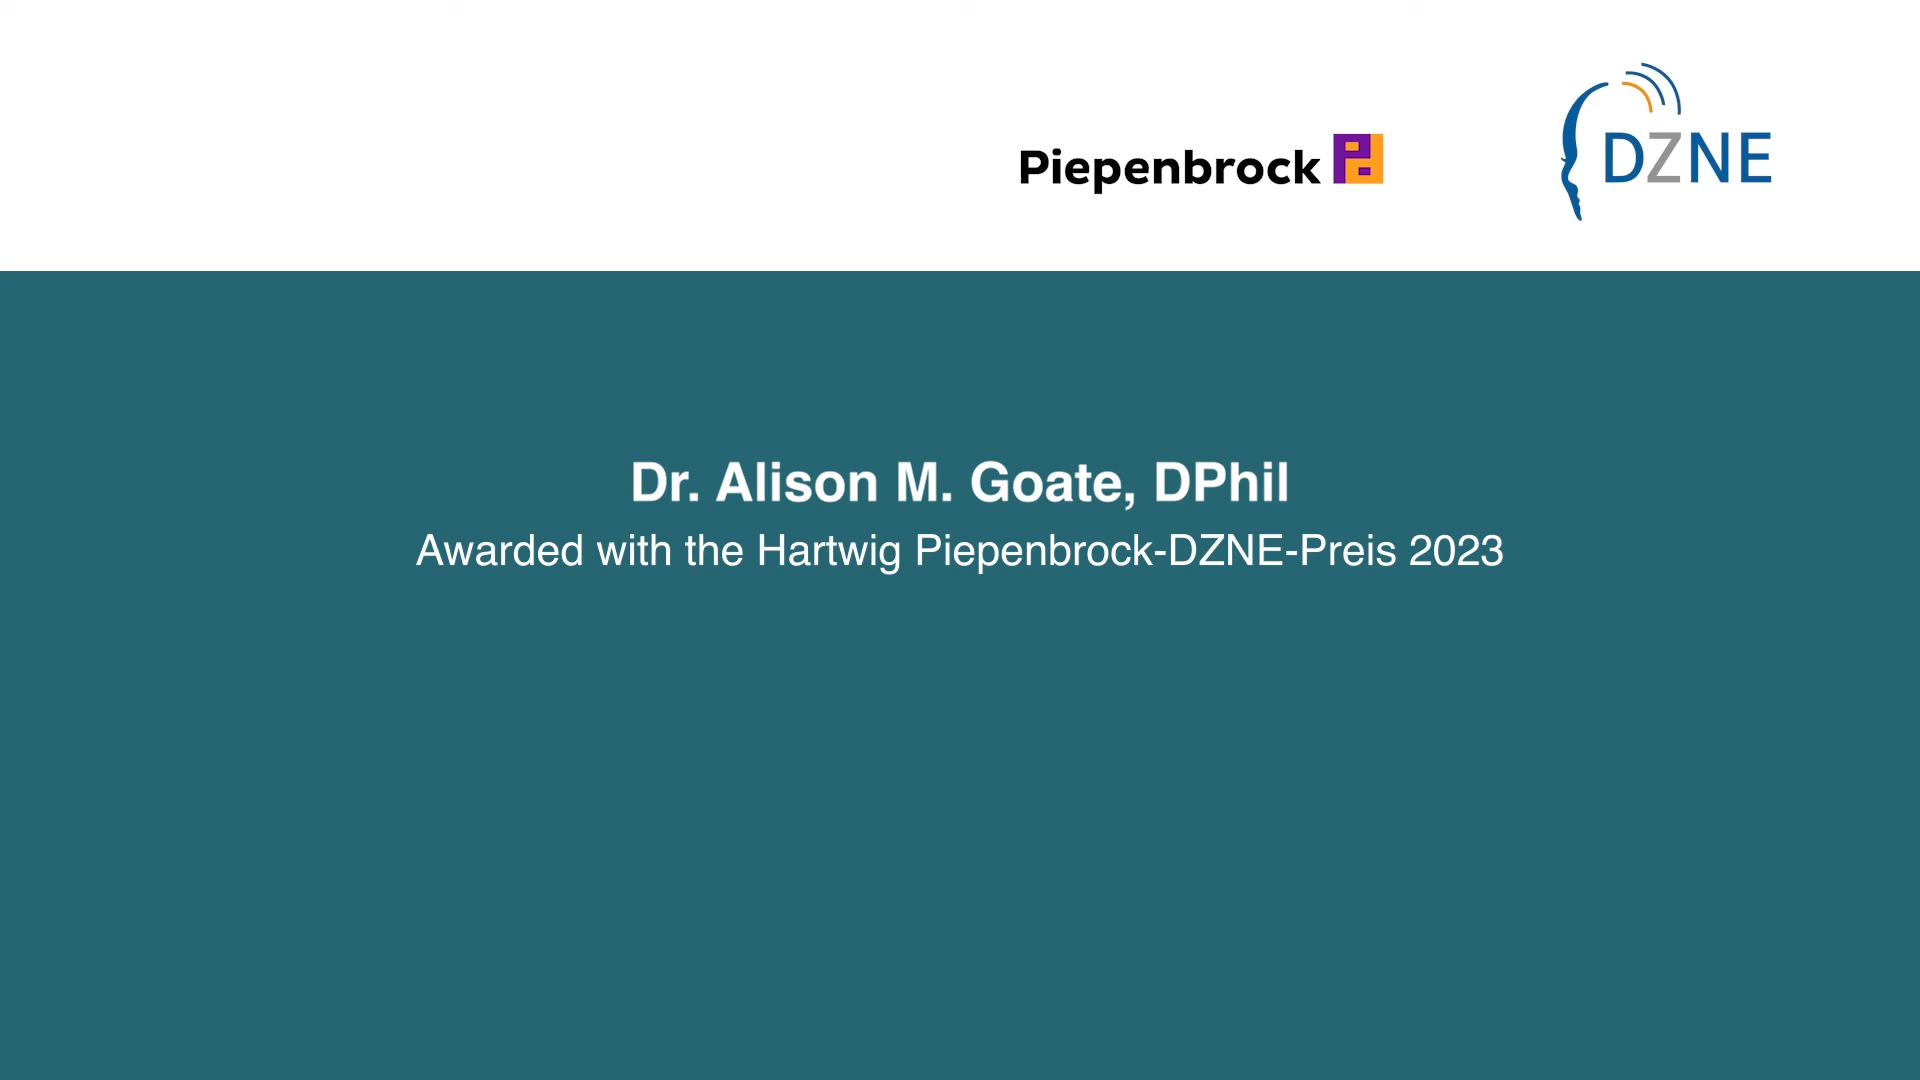 Piepenbrock
DZNE
Dr. Alison M. Goate, DPhil
Awarded with the Hartwig Piepenbrock-DZNE-Preis 2023